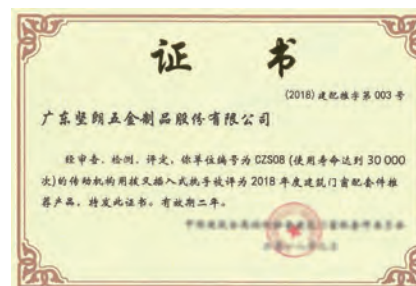 证 书
(2018)建配推字第 003 号
广东坚朗五金制品股份有限公司
经审查、检测、评定，你单位编号为 CZS08 (使用寿命达到 30 000
次)的传动机构用拨叉插入式执手被评为 2018 年度建筑门窗配套件推
荐产品，特发此证书。有效期二年。